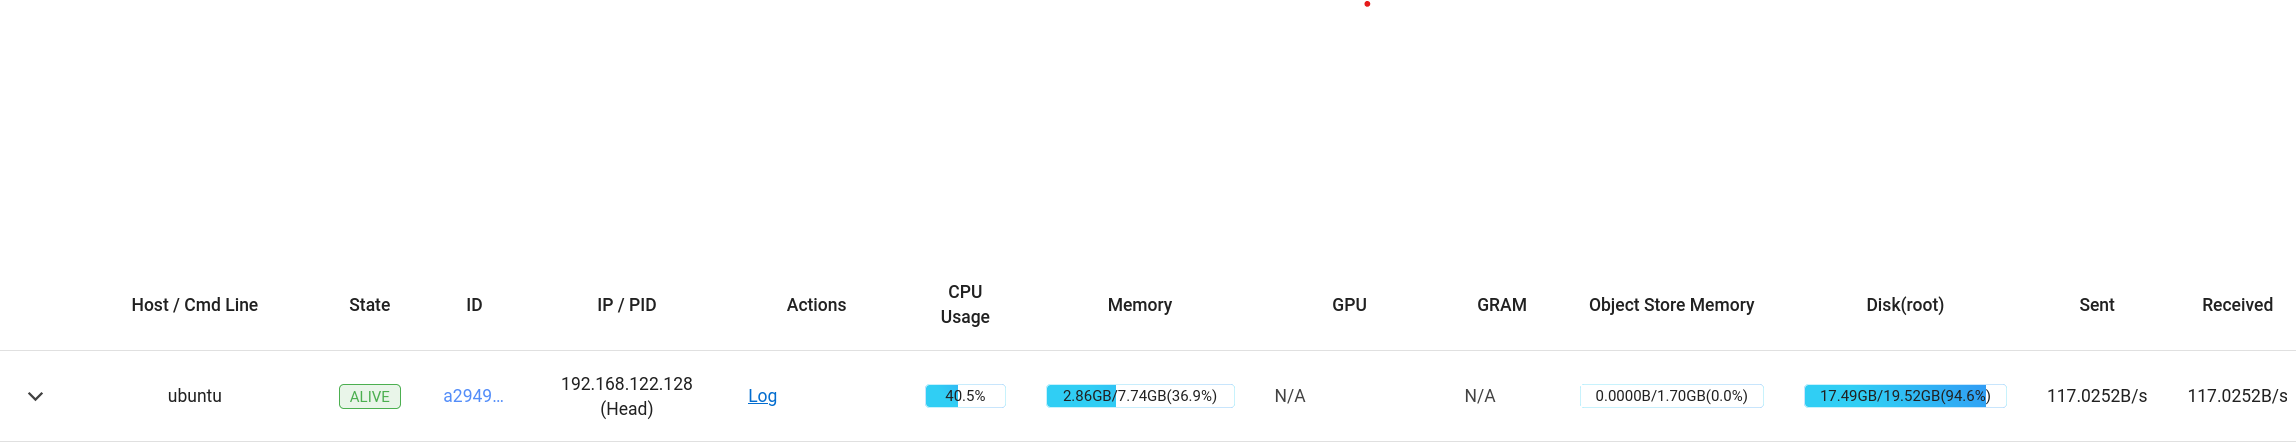 Host / Cmd Line State ID IP / PID Actions CPU Usage Memory GPU GRAM Object Store Memory Disk(root) Sent Received
ubuntu ALIVE a2949... 192.168.122.128 (Head) Log 40.5% 2.86GB/7.74GB(36.9%) N/A N/A 0.0000B/1.70GB(0.0%) 17.49GB/19.52GB(94.6%) 117.0252B/s 117.0252B/s